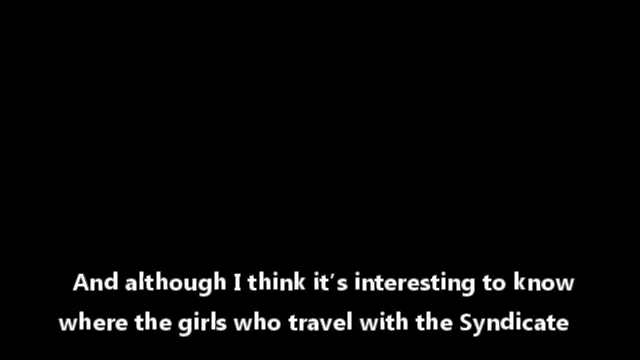 And although I think it's interesting to know
where the girls who travel with the Syndicate